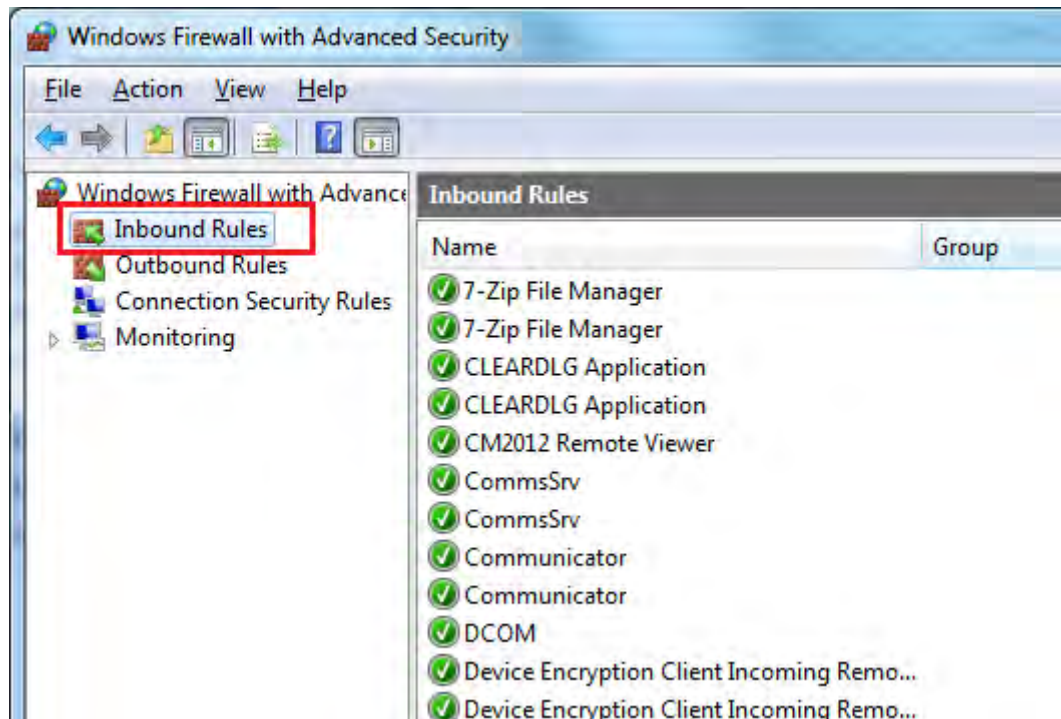 Windows Firewall with Advanced Security
File Action View Help
Windows Firewall with Advance
Inbound Rules
Outbound Rules
Connection Security Rules
Monitoring
Inbound Rules
Name Group
7-Zip File Manager
7-Zip File Manager
CLEARDLG Application
CLEARDLG Application
CM2012 Remote Viewer
CommsSrv
CommsSrv
Communicator
Communicator
DCOM
Device Encryption Client Incoming Remo...
Device Encryption Client Incoming Remo...